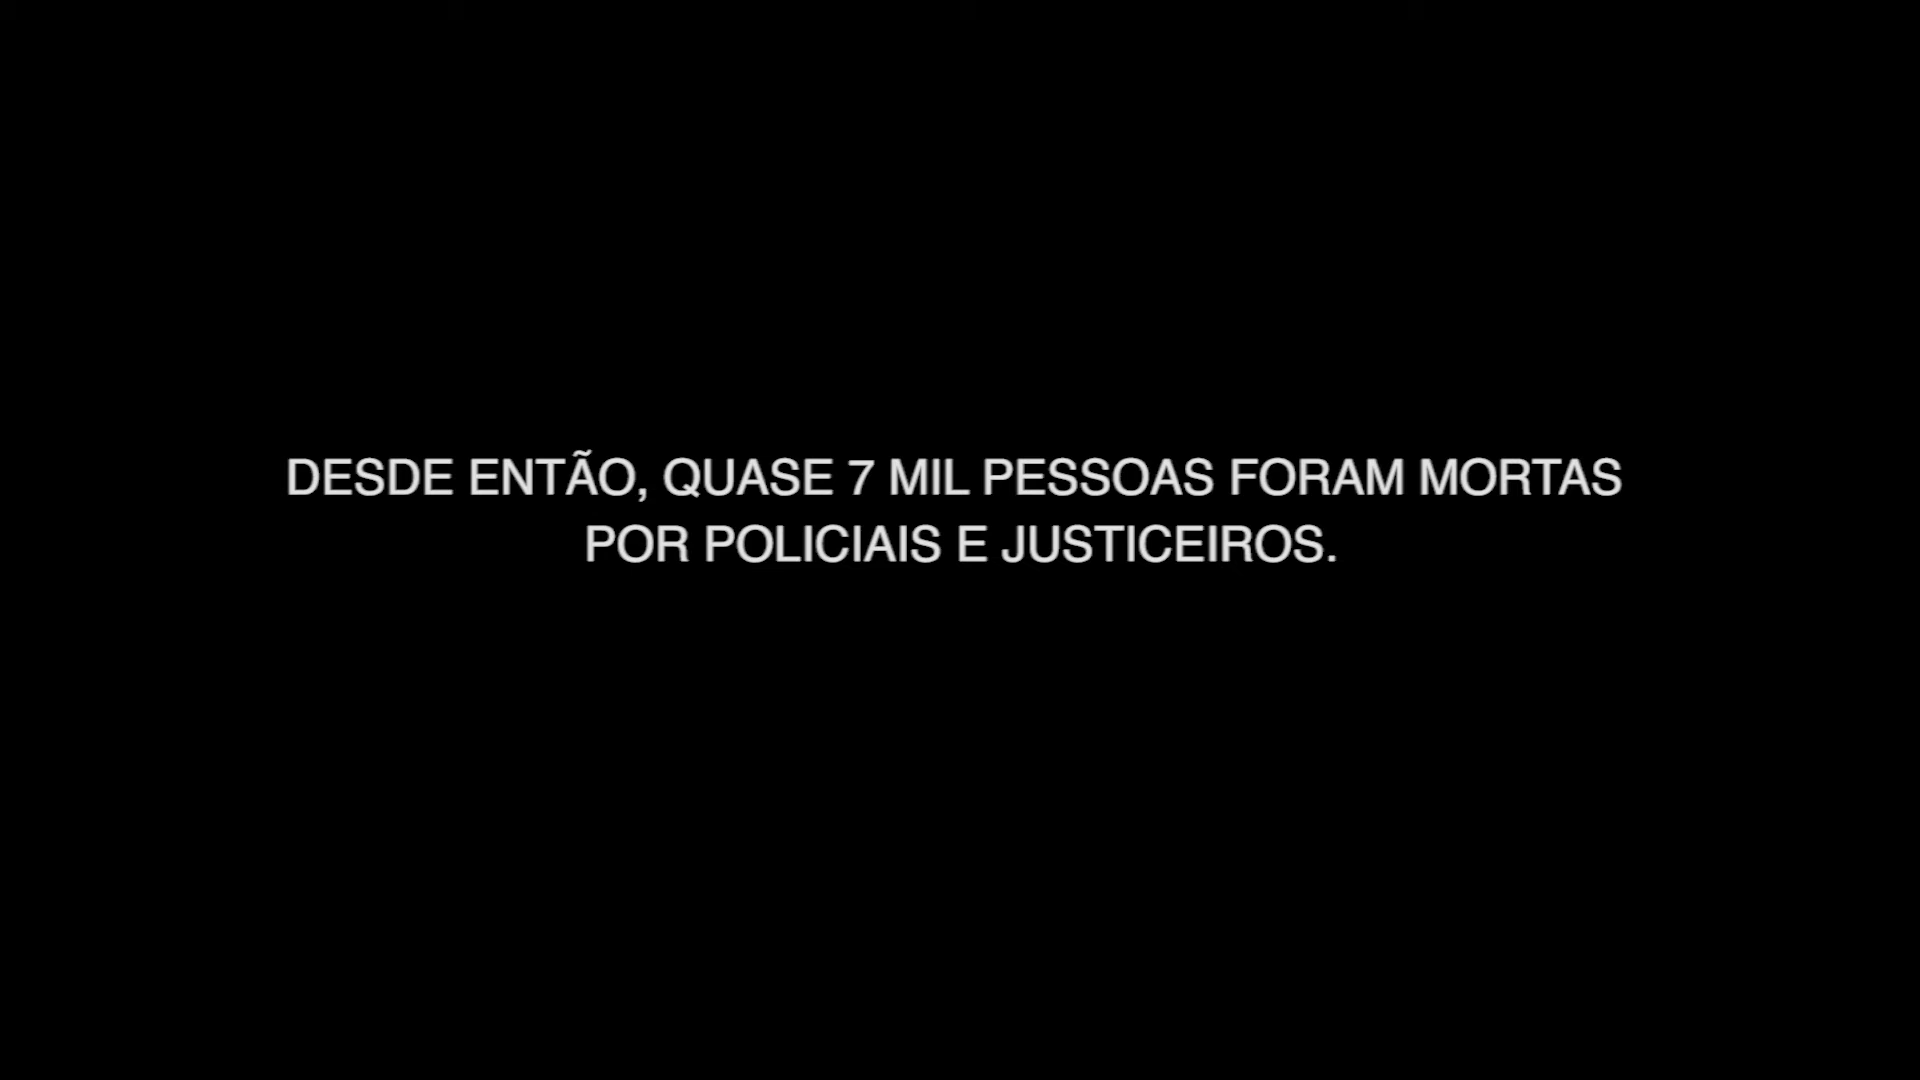 DESDE ENTÃO, QUASE 7 MIL PESSOAS FORAM MORTAS
POR POLICIAIS E JUSTICEIROS.